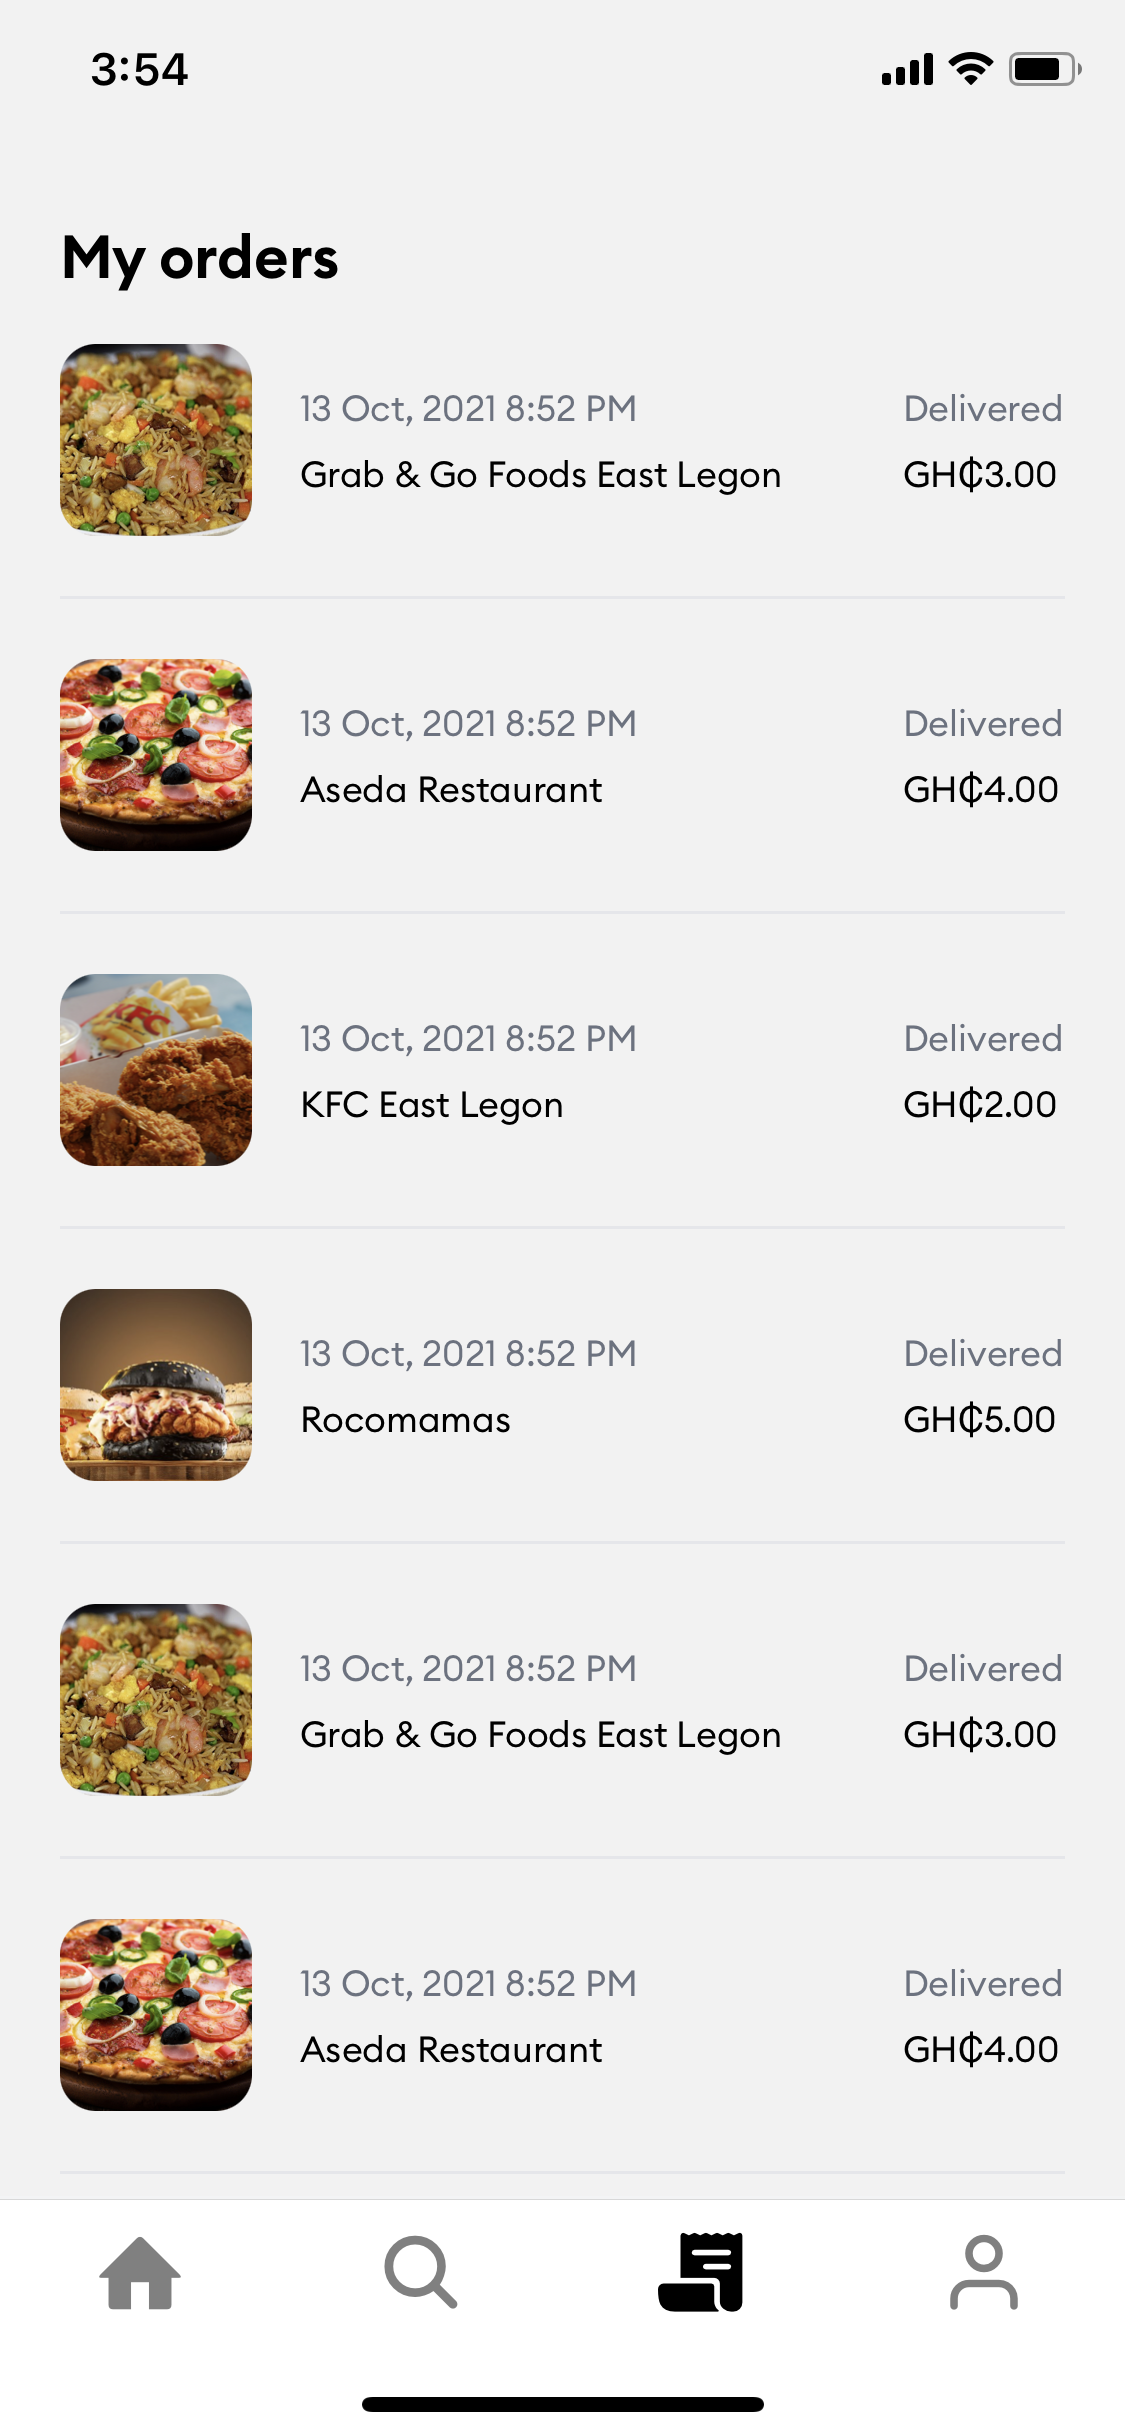 3:54
My orders
13 Oct, 2021 8:52 PM Delivered
Grab & Go Foods East Legon GH₵3.00
13 Oct, 2021 8:52 PM Delivered
Aseda Restaurant GH₵4.00
KFC
13 Oct, 2021 8:52 PM Delivered
KFC East Legon GH₵2.00
13 Oct, 2021 8:52 PM Delivered
Rocomamas GH₵5.00
13 Oct, 2021 8:52 PM Delivered
Grab & Go Foods East Legon GH₵3.00
13 Oct, 2021 8:52 PM Delivered
Aseda Restaurant GH₵4.00